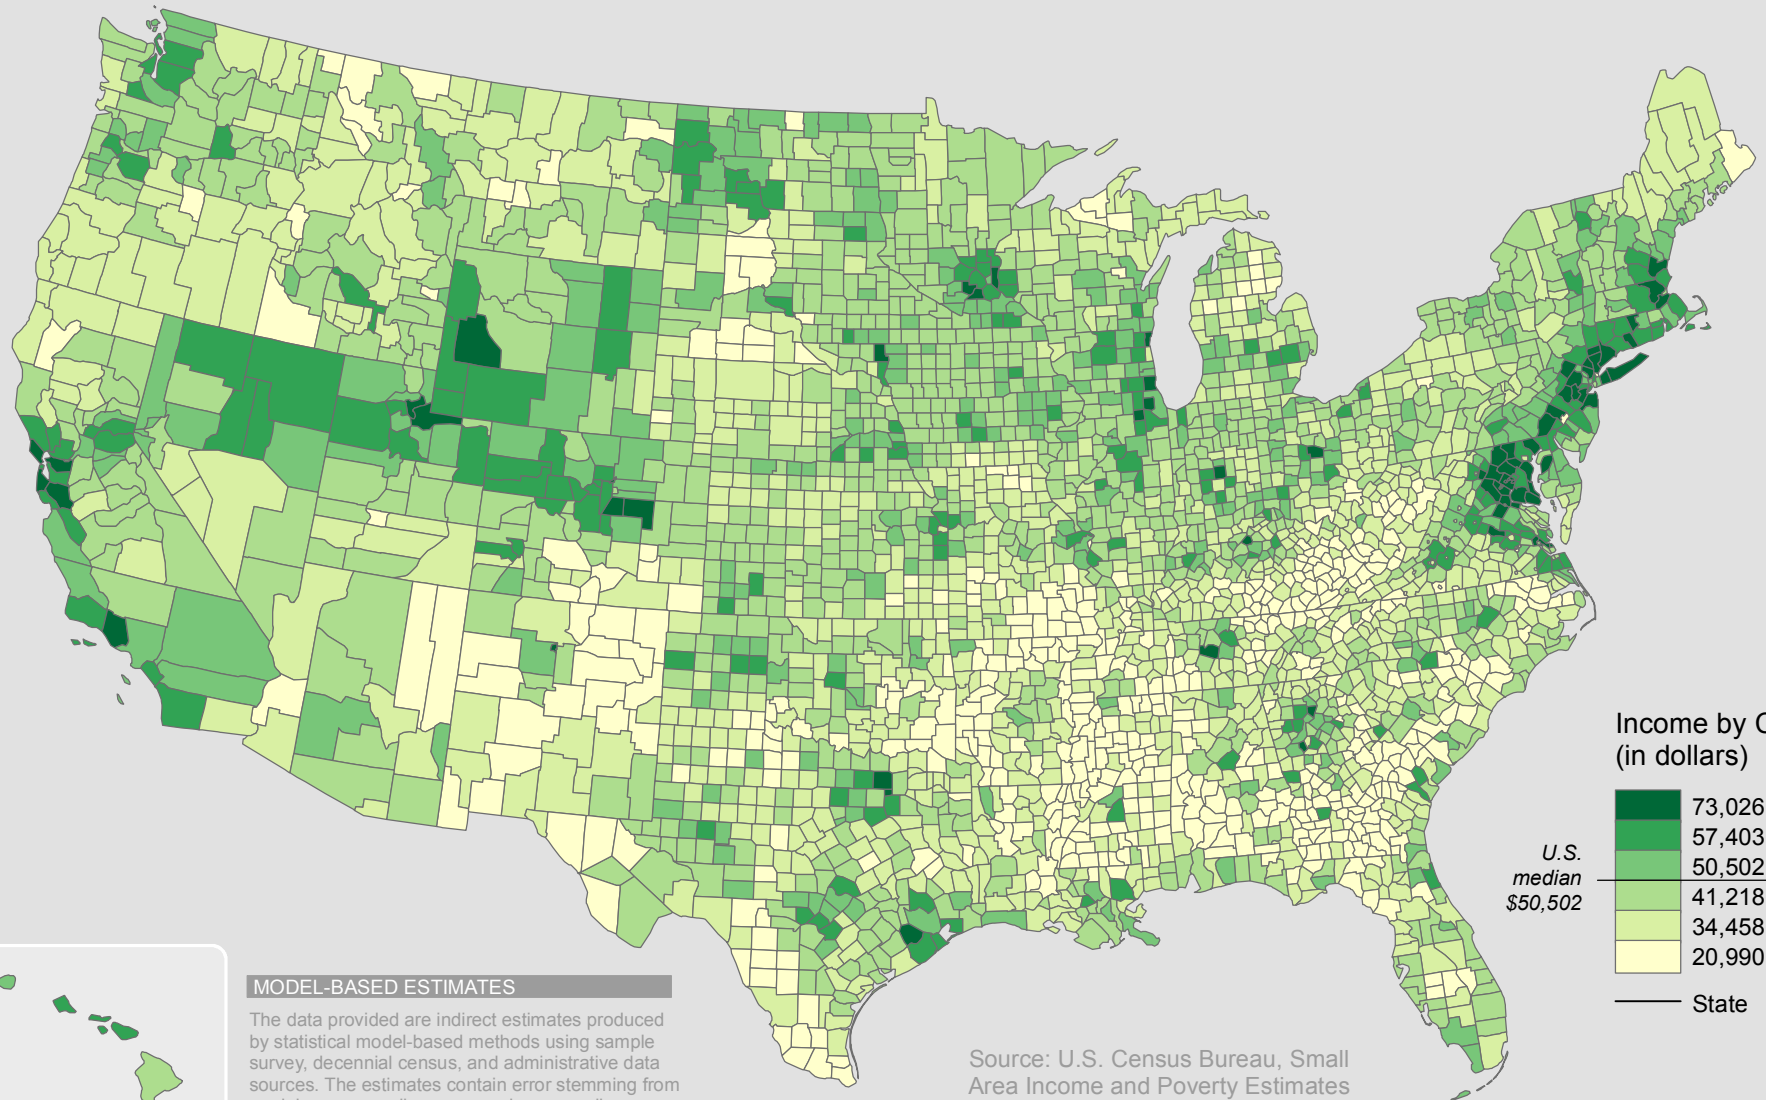 Income by C
(in dollars)
73,026
57,403
50,502
41,218
34,458
20,990
U.S.
median
$50,502
State
MODEL-BASED ESTIMATES
The data provided are indirect estimates produced
by statistical model-based methods using sample
survey, decennial census, and administrative data
sources. The estimates contain error stemming from
Source: U.S. Census Bureau, Small
Area Income and Poverty Estimates